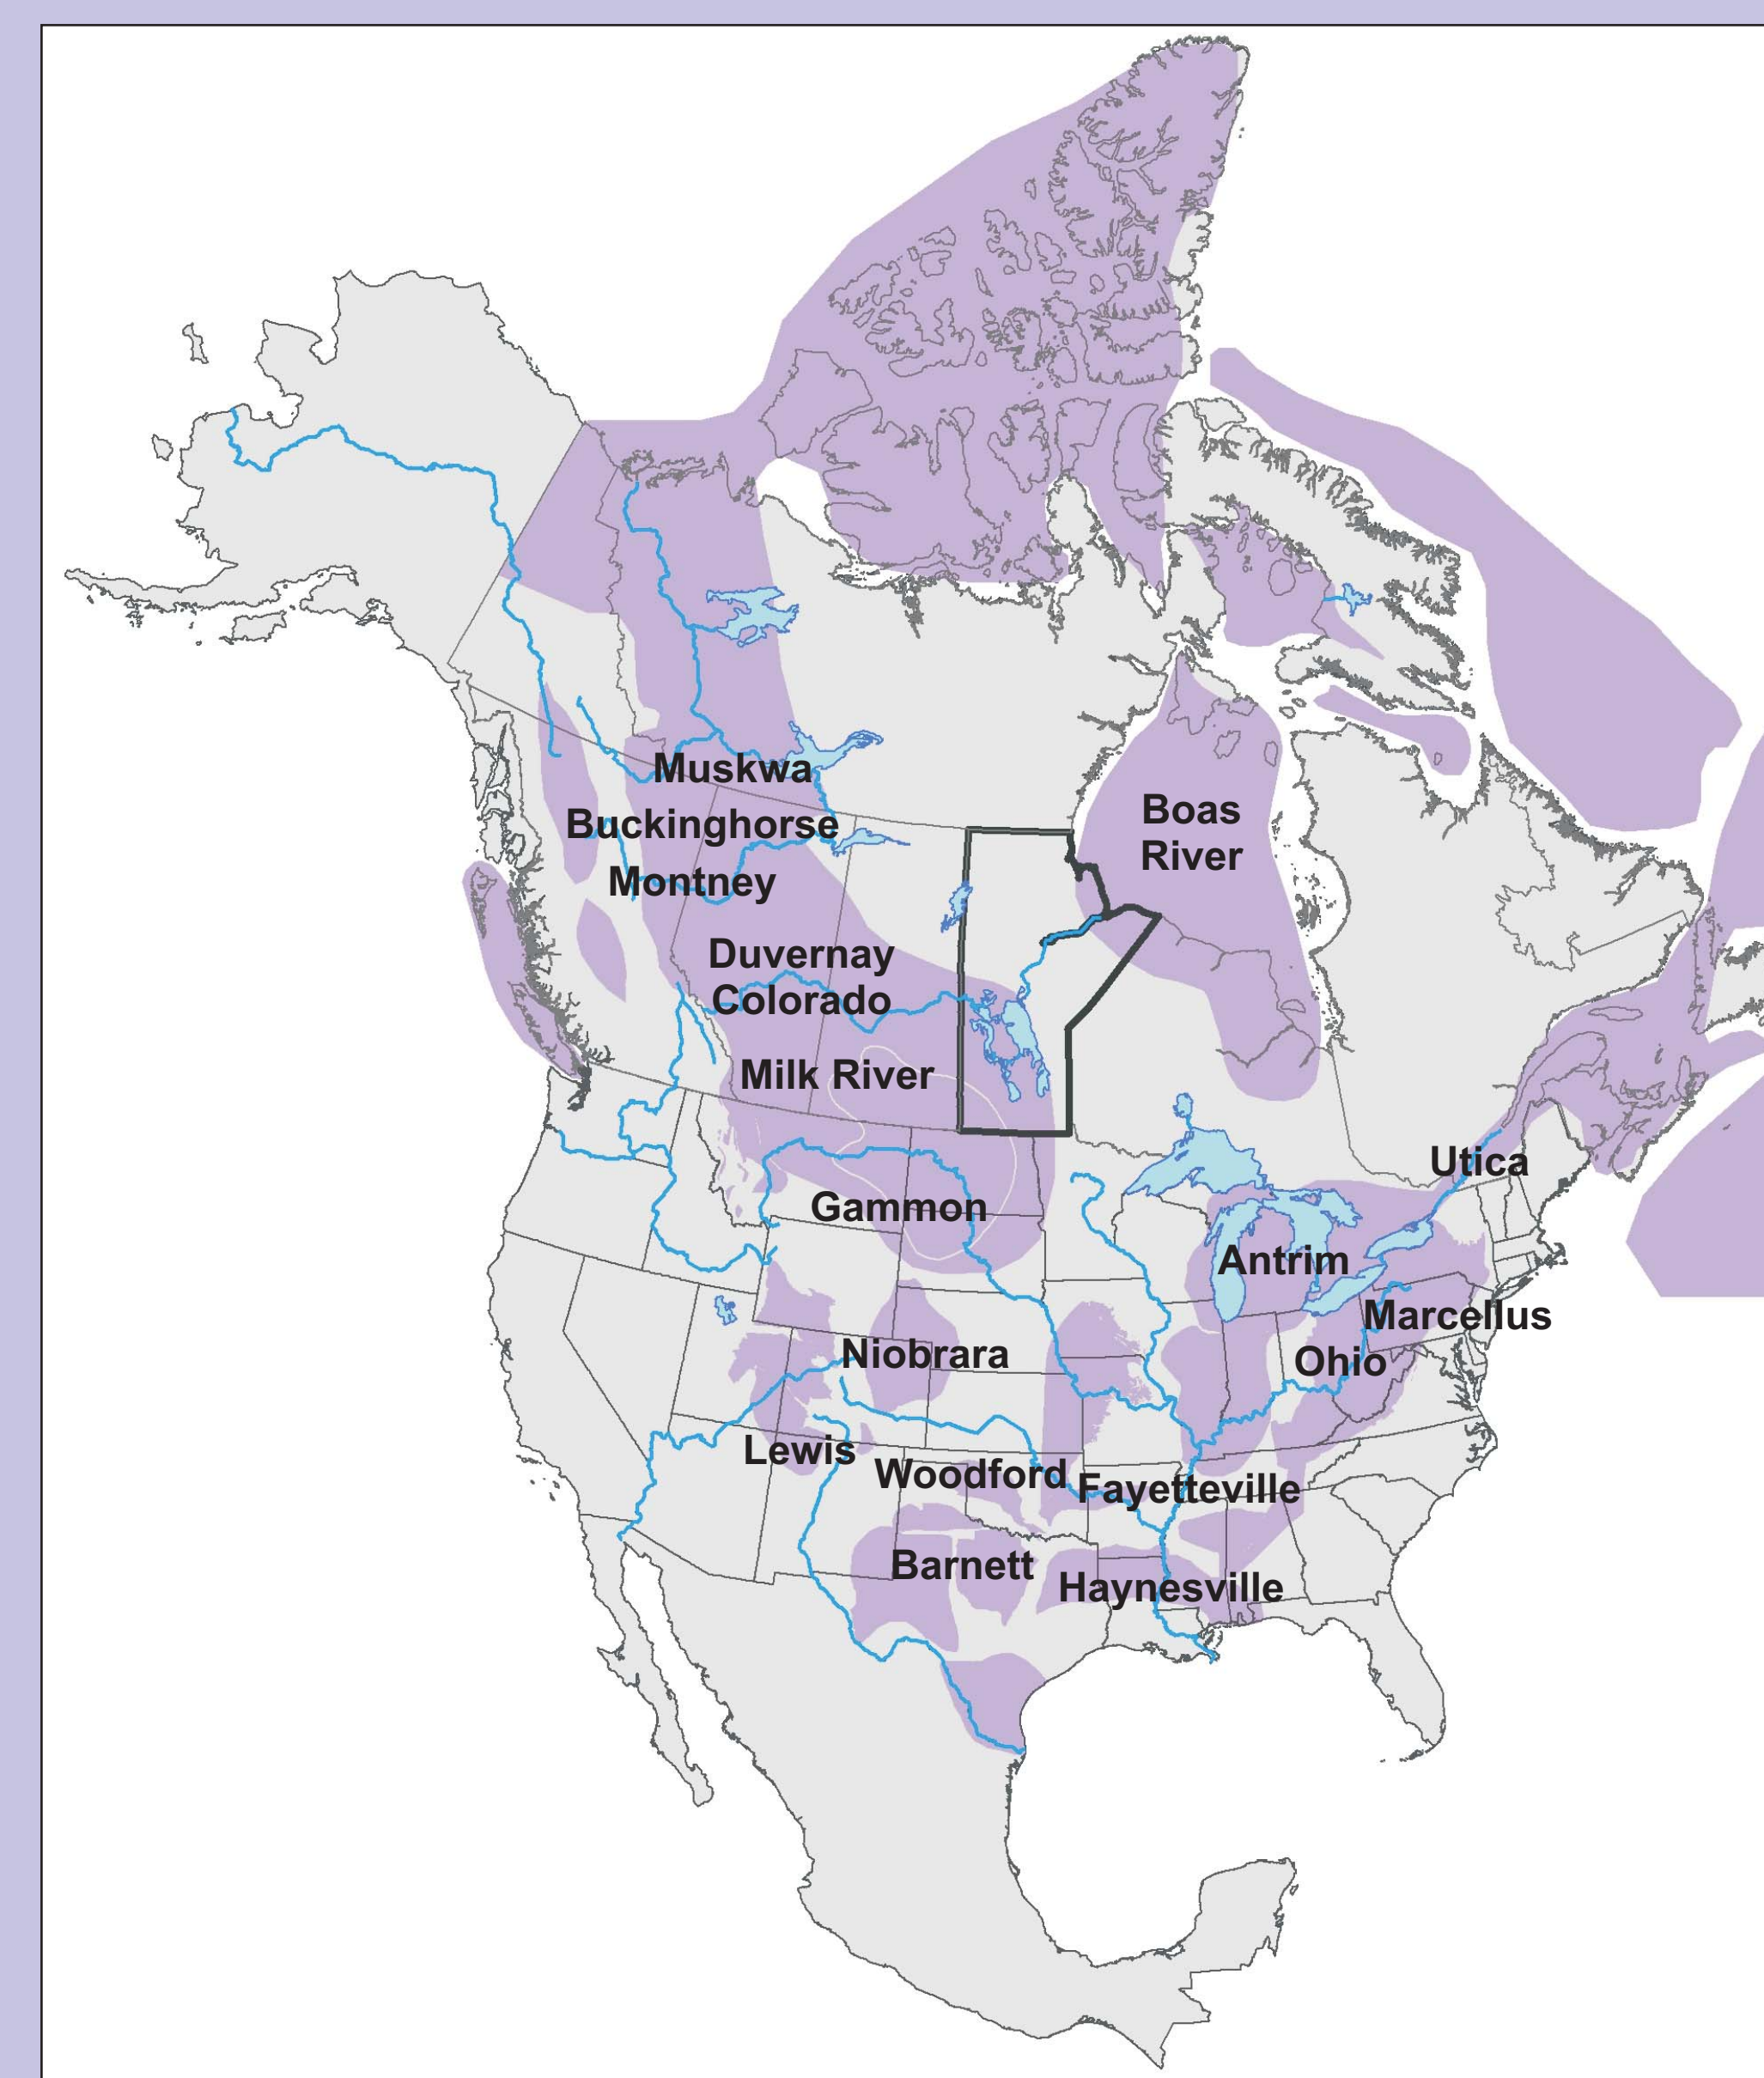 Muskwa
Buckinghorse
Montney
Boas
River
Duvernay
Colorado
Milk River
Utica
Gammon
Antrim
Marcellus
Niobrara
Ohio
Lewis
Woodford
Fayetteville
Barnett
Haynesville